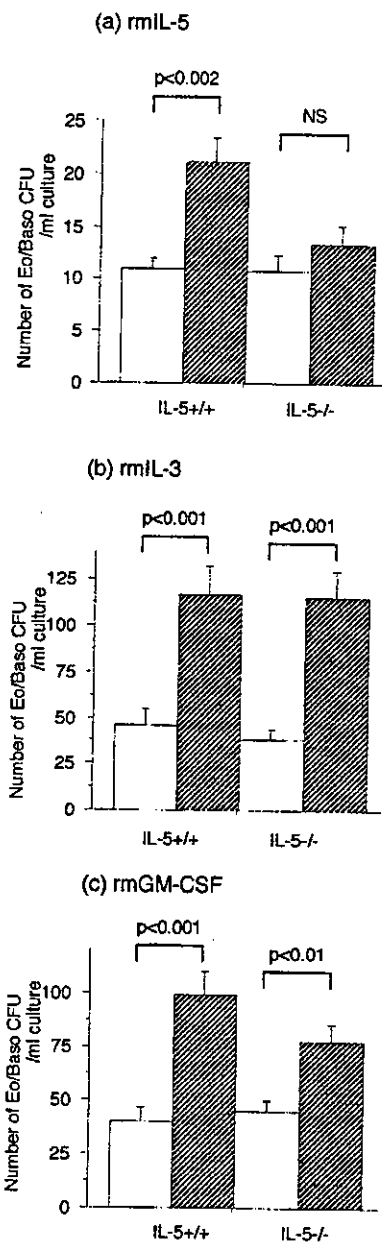 (a) rmIL-5
p<0.002
NS
25
20
15
10
5
0
Number of Eo/Baso CFU
/ml culture
IL-5+/+
IL-5-/-
(b) rmIL-3
p<0.001
p<0.001
125
100
75
50
25
0
Number of Eo/Baso CFU
/ml culture
IL-5+/+
IL-5-/-
(c) rmGM-CSF
p<0.001
p<0.01
100
75
50
25
0
Number of Eo/Baso CFU
/ml culture
IL-5+/+
IL-5-/-